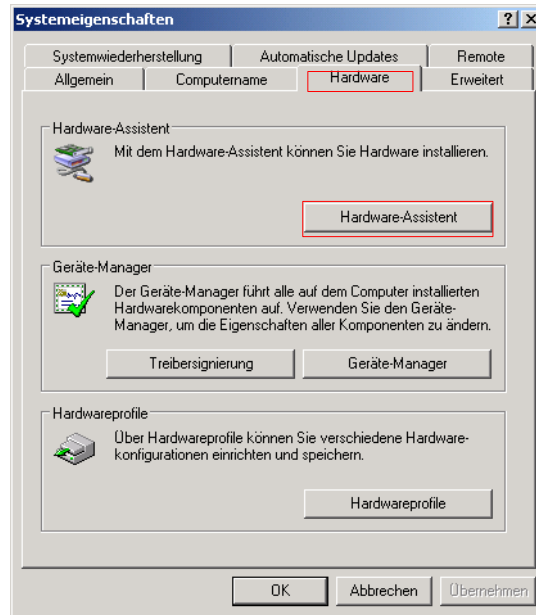 Systemeigenschaften
Systemwiederherstellung Automatische Updates Remote
Allgemein Computername Hardware Erweitert
Hardware-Assistent
Mit dem Hardware-Assistent können Sie Hardware installieren.
Hardware-Assistent
Geräte-Manager
Der Geräte-Manager führt alle auf dem Computer installierten
Hardwarekomponenten auf. Verwenden Sie den Geräte-
Manager, um die Eigenschaften aller Komponenten zu ändern.
Treibersignierung Geräte-Manager
Hardwareprofile
Über Hardwareprofile können Sie verschiedene Hardware-
konfigurationen einrichten und speichern.
Hardwareprofile
OK Abbrechen Übernehmen